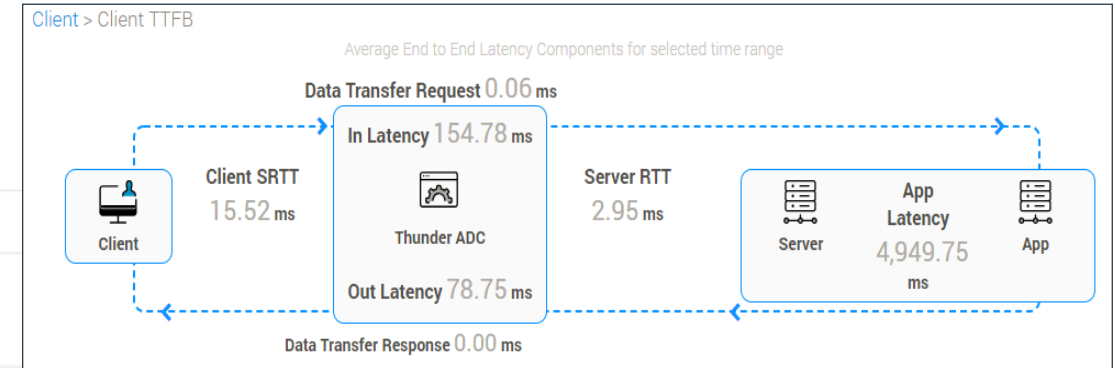 Client > Client TTFB
Average End to End Latency Components for selected time range
Data Transfer Request 0.06 ms
In Latency 154.78 ms
Client SRTT
15.52 ms
Client
Thunder ADC
Out Latency 78.75 ms
Data Transfer Response 0.00 ms
Server RTT
2.95 ms
Server
App
Latency
4,949.75
ms
App